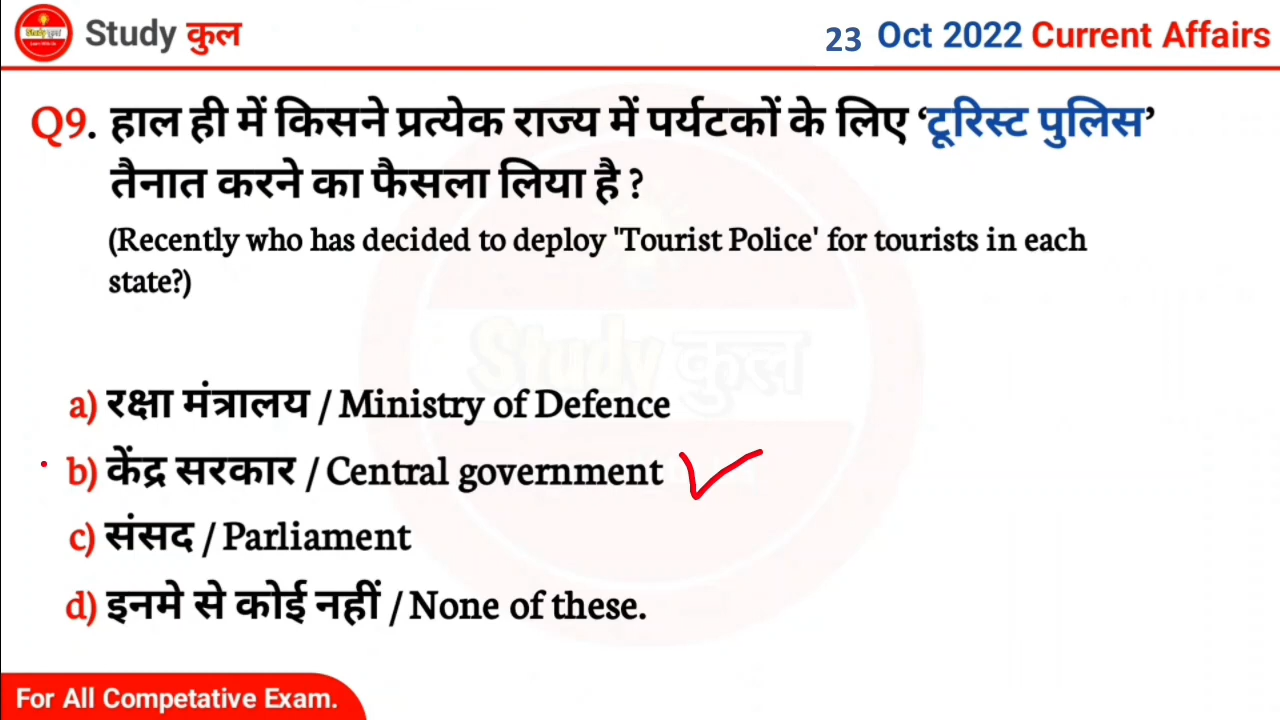 Study कुल
23 Oct 2022 Current Affairs
Q9. हाल ही में किसने प्रत्येक राज्य में पर्यटकों के लिए ‘टूरिस्ट पुलिस’
तैनात करने का फैसला लिया है ?
(Recently who has decided to deploy 'Tourist Police' for tourists in each
state?)
Study कुल
a) रक्षा मंत्रालय / Ministry of Defence
b) केंद्र सरकार / Central government
c) संसद / Parliament
d) इनमे से कोई नहीं / None of these.
For All Competative Exam.